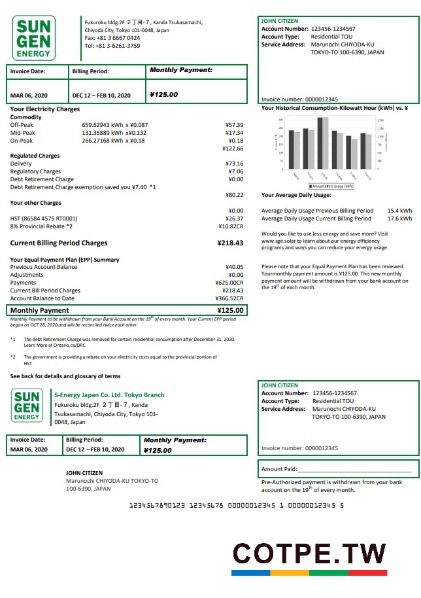 SUN
GEN
ENERGY
Fukuroku bldg.2F 2丁目-7, Kanda Tsukasamachi,
Chiyoda City, Tokyo 101-0048, Japan
Fax: +81 3 6667 0424
Tel: +81 3-6261-3759
JOHN CITIZEN
Account Number: 123456-1234567
Account Type: Residential TOU
Service Address: Marunochi CHIYODA-KU
TOKYO-TO 100-6390, JAPAN
Invoice number: 0000012345
Invoice Date: Billing Period: Monthly Payment:
MAR 06, 2020 DEC 12 – FEB 10, 2020 ¥125.00
Your Electricity Charges
Commodity
Off-Peak 659.62943 kWh x ¥0.087 ¥57.39
Mid-Peak 131.35889 kWh x¥0.132 ¥17.34
On-Peak 266.27168 kWh x ¥0.18 ¥0.18
¥122.66
Regulated Charges
Delivery ¥73.16
Regulatory Charges ¥7.06
Debt Retirement Charge ¥0.00
Debt Retirement Charge exemption saved you ¥7.40 *1
¥80.22
Your other Charges
¥0.00
HST (86584 4575 RT0001) ¥26.37
8% Provincial Rebate *2 ¥10.82CR
Current Billing Period Charges ¥218.43
Your Equal Payment Plan (EPP) Summary
Previous Account Balance ¥40.05
Adjustments ¥0.00
Payments ¥625.00CR
Current Bill Period Charges ¥218.43
Account Balance to Date ¥366.52CR
Monthly Payment ¥125.00
Monthly Payment to be withdrawn from your Bank Account on the 19th of every month. Your Current EPP period
began on OCT 28, 2020 and will be reconciled twice each other.
*1 The debt Retirement Charge was removed for certain residential consumption after December 31, 2020.
Learn More at Ontario.ca/DRC.
*2 The government is providing a rebate on your electricity costs equal to the provincial portion of
HST
See back for details and glossary of terms
Your Historical Consumption-Kilowatt Hour (kWh) vs. ¥
Your Average Daily Usage:
Average Daily Usage Previous Billing Period 15.4 kWh
Average Daily Usage Current Billing Period 17.6 kWh
Would you like to use less energy and save more? Visit
www.sge.solar to learn about our energy efficiency
programs and ways you can reduce your energy usage.
Please note that your Equal Payment Plan has been reviewed.
Yourmonthly payment amount is ¥125.00. This new monthly
payment amount will be withdrawn from your bank account on
the 19th of each month.
SUN
GEN
ENERGY
S-Energy Japan Co. Ltd. Tokyo Branch
Fukuroku bldg.2F 2丁目-7, Kanda
Tsukasamachi, Chiyoda City, Tokyo 101-
0048, Japan
JOHN CITIZEN
Account Number: 123456-1234567
Account Type: Residential TOU
Service Address: Marunochi CHIYODA-KU
TOKYO-TO 100-6390, JAPAN
Invoice number: 0000012345
Invoice Date: Billing Period: Monthly Payment:
MAR 06, 2020 DEC 12 – FEB 10, 2020 ¥125.00
Amount Paid:
JOHN CITIZEN
Marunochi CHIYODA-KU TOKYO-TO
100-6390, JAPAN
Pre-Authorized payment is withdrawn from your bank
account on the 19th of every month.
1234567890123 12345678 00000012345 1 0000012345 5
COTPE.TW